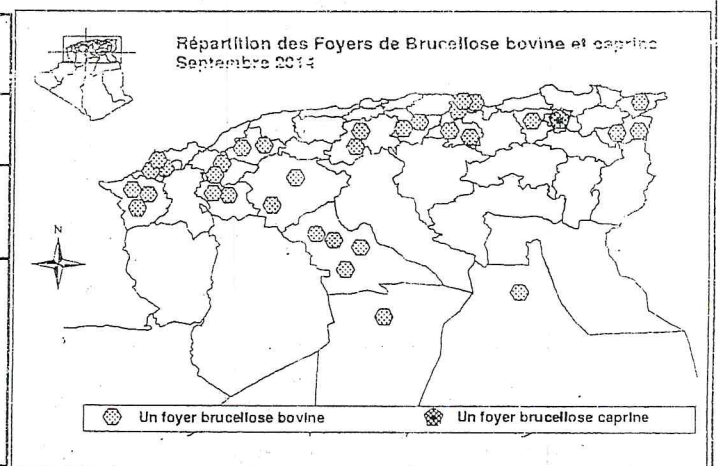 Répartition des Foyers de Brucellose bovine et caprine
Septembre 2014
N
Un foyer brucellose bovine
Un foyer brucellose caprine